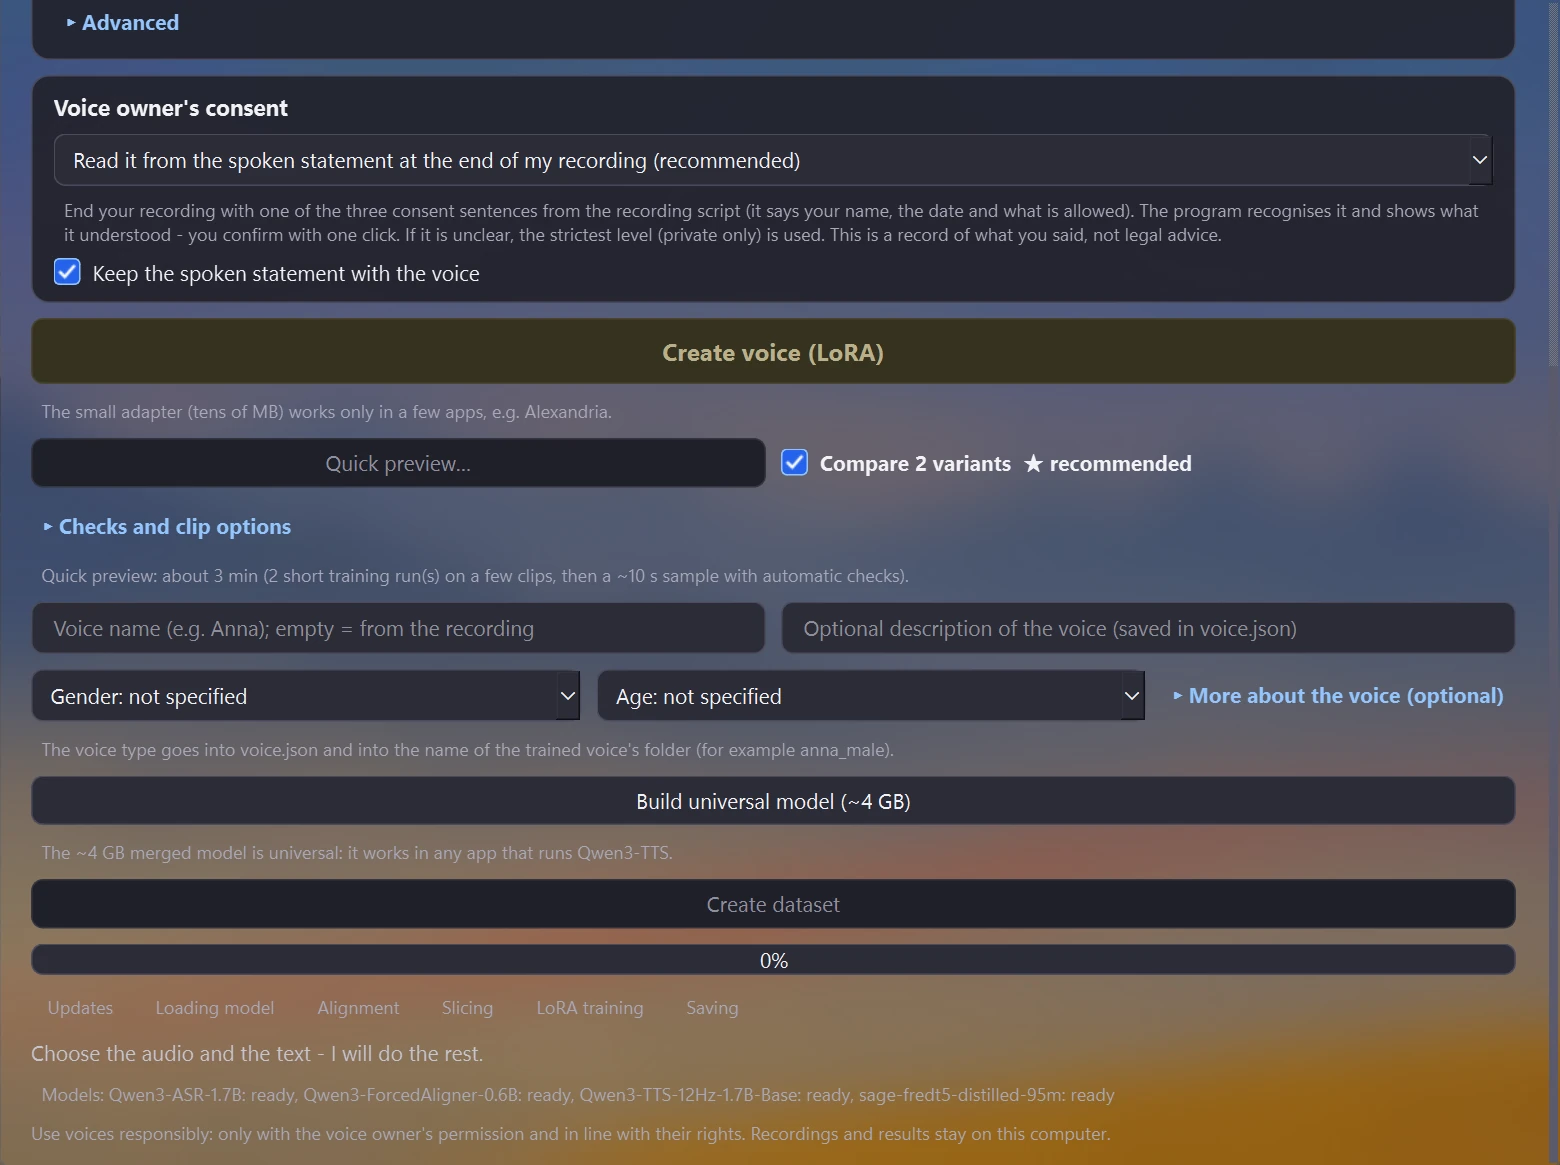 Advanced
Voice owner's consent
Read it from the spoken statement at the end of my recording (recommended)
End your recording with one of the three consent sentences from the recording script (it says your name, the date and what is allowed). The program recognises it and shows what
it understood - you confirm with one click. If it is unclear, the strictest level (private only) is used. This is a record of what you said, not legal advice.
Keep the spoken statement with the voice
Create voice (LoRA)
The small adapter (tens of MB) works only in a few apps, e.g. Alexandria.
Quick preview...
Compare 2 variants ★ recommended
Checks and clip options
Quick preview: about 3 min (2 short training run(s) on a few clips, then a ~10 s sample with automatic checks).
Voice name (e.g. Anna); empty = from the recording
Optional description of the voice (saved in voice.json)
Gender: not specified
Age: not specified
More about the voice (optional)
The voice type goes into voice.json and into the name of the trained voice's folder (for example anna_male).
Build universal model (~4 GB)
The ~4 GB merged model is universal: it works in any app that runs Qwen3-TTS.
Create dataset
0%
Updates Loading model Alignment Slicing LoRA training Saving
Choose the audio and the text - I will do the rest.
Models: Qwen3-ASR-1.7B: ready, Qwen3-ForcedAligner-0.6B: ready, Qwen3-TTS-12Hz-1.7B-Base: ready, sage-fredt5-distilled-95m: ready
Use voices responsibly: only with the voice owner's permission and in line with their rights. Recordings and results stay on this computer.